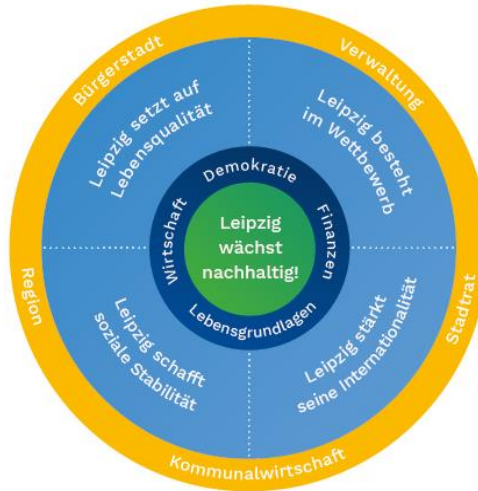 Bürgerstadt
Verwaltung
Leipzig setzt auf
Lebensqualität
Leipzig besteht
im Wettbewerb
Demokratie
Wirtschaft
Finanzen
Leipzig
wächst
nachhaltig!
Lebensgrundlagen
Region
Stadtrat
Leipzig schafft
soziale Stabilität
Leipzig stärkt
seine Internationalität
Kommunalwirtschaft